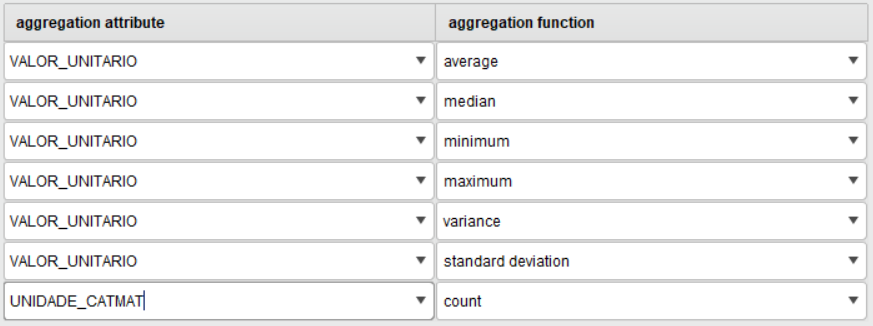 aggregation attribute aggregation function
VALOR_UNITARIO average
VALOR_UNITARIO median
VALOR_UNITARIO minimum
VALOR_UNITARIO maximum
VALOR_UNITARIO variance
VALOR_UNITARIO standard deviation
UNIDADE_CATMAT count